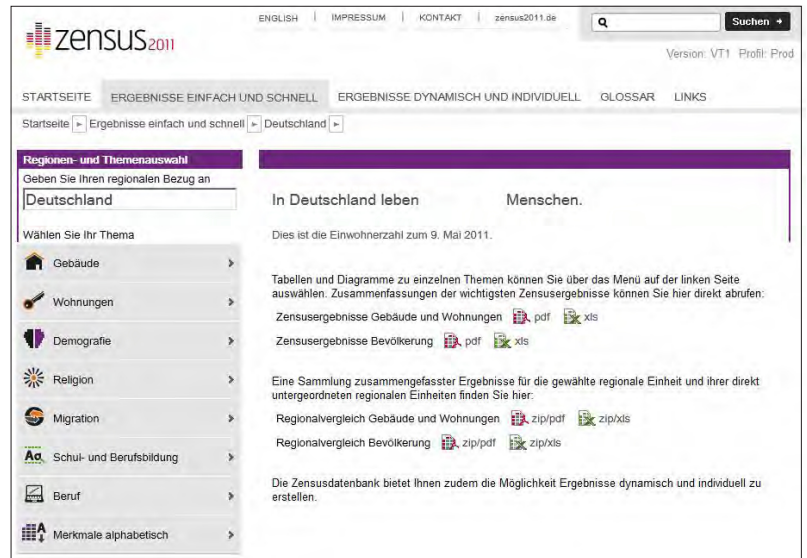 zensus2011
ENGLISH | IMPRESSUM | KONTAKT | zensus2011.de
Suchen
Version: VT1 Profil: Prod
STARTSEITE ERGEBNISSE EINFACH UND SCHNELL ERGEBNISSE DYNAMISCH UND INDIVIDUELL GLOSSAR LINKS
Startseite Ergebnisse einfach und schnell Deutschland
Regionen- und Themenauswahl
Geben Sie Ihren regionalen Bezug an
Deutschland
Wählen Sie Ihr Thema
Gebäude
Wohnungen
Demografie
Religion
Migration
Aa Schul- und Berufsbildung
Beruf
A Merkmale alphabetisch
In Deutschland leben Menschen.
Dies ist die Einwohnerzahl zum 9. Mai 2011.
Tabellen und Diagramme zu einzelnen Themen können Sie über das Menü auf der linken Seite
auswählen. Zusammenfassungen der wichtigsten Zensusergebnisse können Sie hier direkt abrufen:
Zensusergebnisse Gebäude und Wohnungen pdf xls
Zensusergebnisse Bevölkerung pdf xls
Eine Sammlung zusammengefasster Ergebnisse für die gewählte regionale Einheit und ihrer direkt
untergeordneten regionalen Einheiten finden Sie hier:
Regionalvergleich Gebäude und Wohnungen zip/pdf zip/xls
Regionalvergleich Bevölkerung zip/pdf zip/xls
Die Zensusdatenbank bietet Ihnen zudem die Möglichkeit Ergebnisse dynamisch und individuell zu
erstellen.